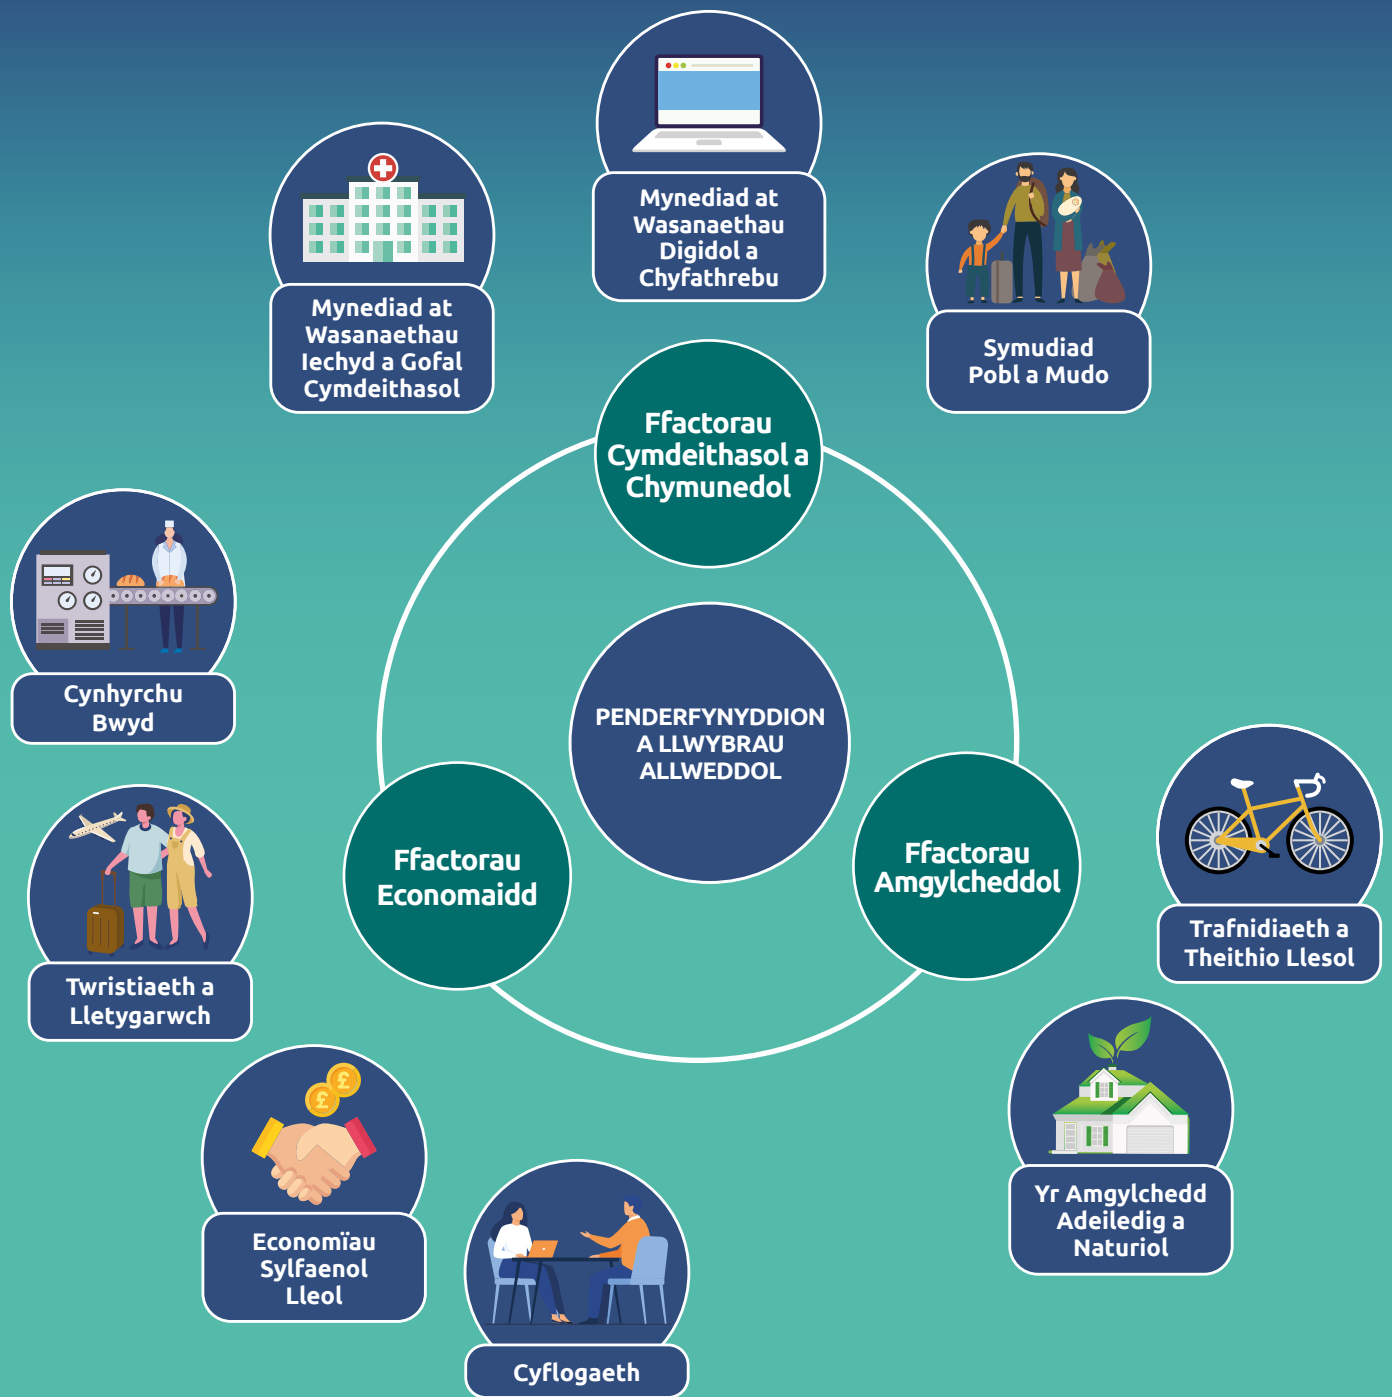 Mynediad at
Wasanaethau
Digidol a
Chyfathrebu
Mynediad at
Wasanaethau
Iechyd a Gofal
Cymdeithasol
Symudiad
Pobl a Mudo
Ffactorau
Cymdeithasol a
Chymunedol
Cynhyrchu
Bwyd
PENDERFYNYDDION
A LLWYBRAU
ALLWEDDOL
Ffactorau
Economaidd
Ffactorau
Amgylcheddol
Trafnidiaeth a
Theithio Llesol
Twristiaeth a
Lletygarwch
Yr Amgylchedd
Adeiledig a
Naturiol
£
£
Economïau
Sylfaenol
Lleol
Cyflogaeth